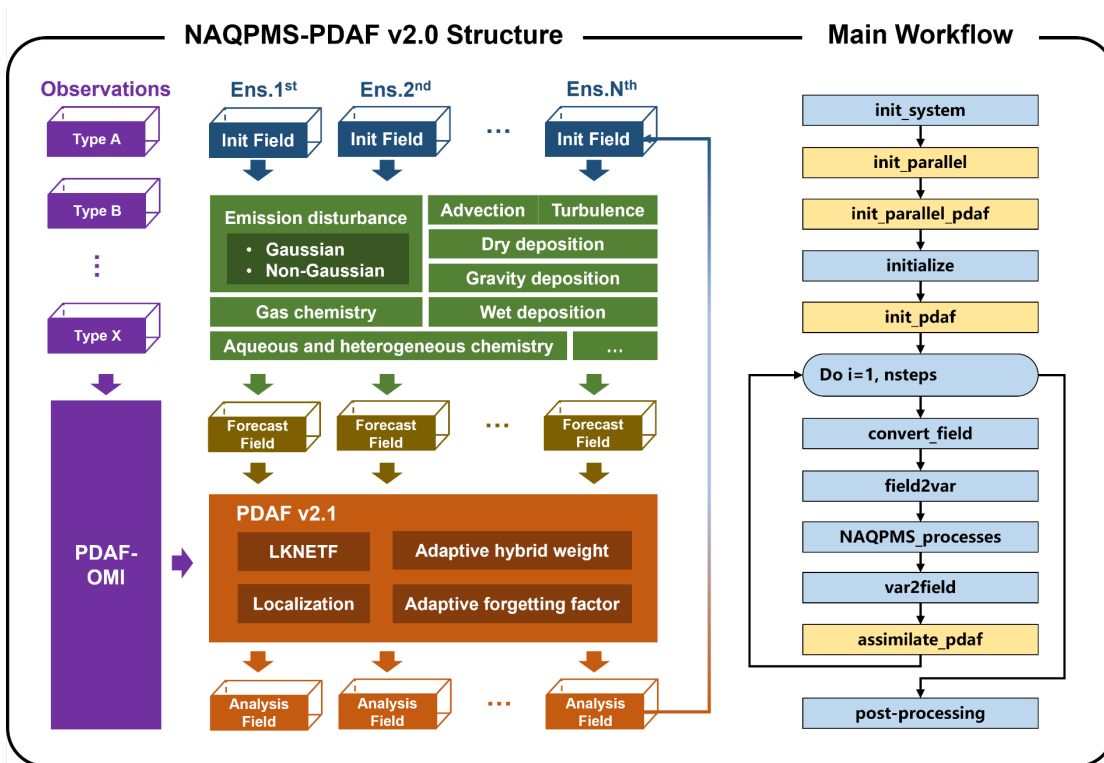 NAQPMS-PDAF v2.0 Structure
Main Workflow
Observations
Type A
Type B
⋮
Type X
PDAF-
OMI
Ens.1st
Ens.2nd
...
Ens.Nth
Init Field
Init Field
Init Field
Emission disturbance
• Gaussian
• Non-Gaussian
Advection
Turbulence
Dry deposition
Gravity deposition
Gas chemistry
Wet deposition
Aqueous and heterogeneous chemistry
...
Forecast
Field
Forecast
Field
...
Forecast
Field
PDAF v2.1
LKNETF
Adaptive hybrid weight
Localization
Adaptive forgetting factor
Analysis
Field
Analysis
Field
...
Analysis
Field
init_system
init_parallel
init_parallel_pdaf
initialize
init_pdaf
Do i=1, nsteps
convert_field
field2var
NAQPMS_processes
var2field
assimilate_pdaf
post-processing